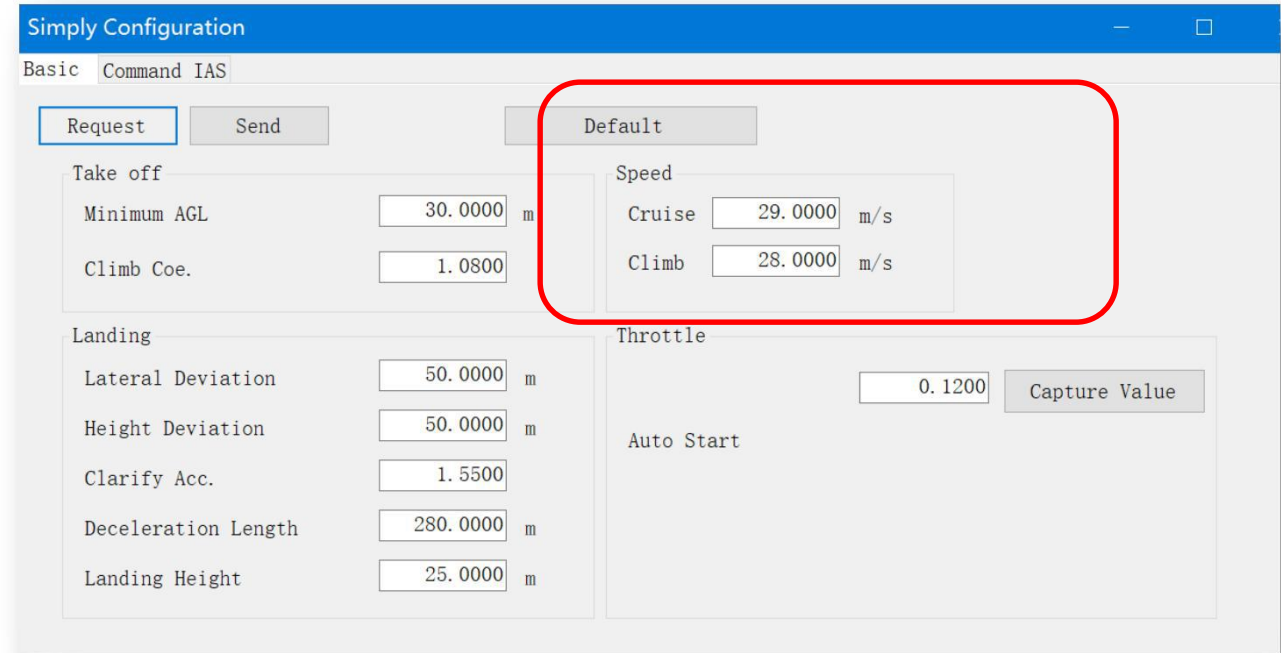 Simply Configuration
Basic Command IAS
Request Send Default
Take off
Minimum AGL 30.0000 m
Climb Coe. 1.0800
Speed
Cruise 29.0000 m/s
Climb 28.0000 m/s
Landing
Lateral Deviation 50.0000 m
Height Deviation 50.0000 m
Clarify Acc. 1.5500
Deceleration Length 280.0000 m
Landing Height 25.0000 m
Throttle
0.1200 Capture Value
Auto Start